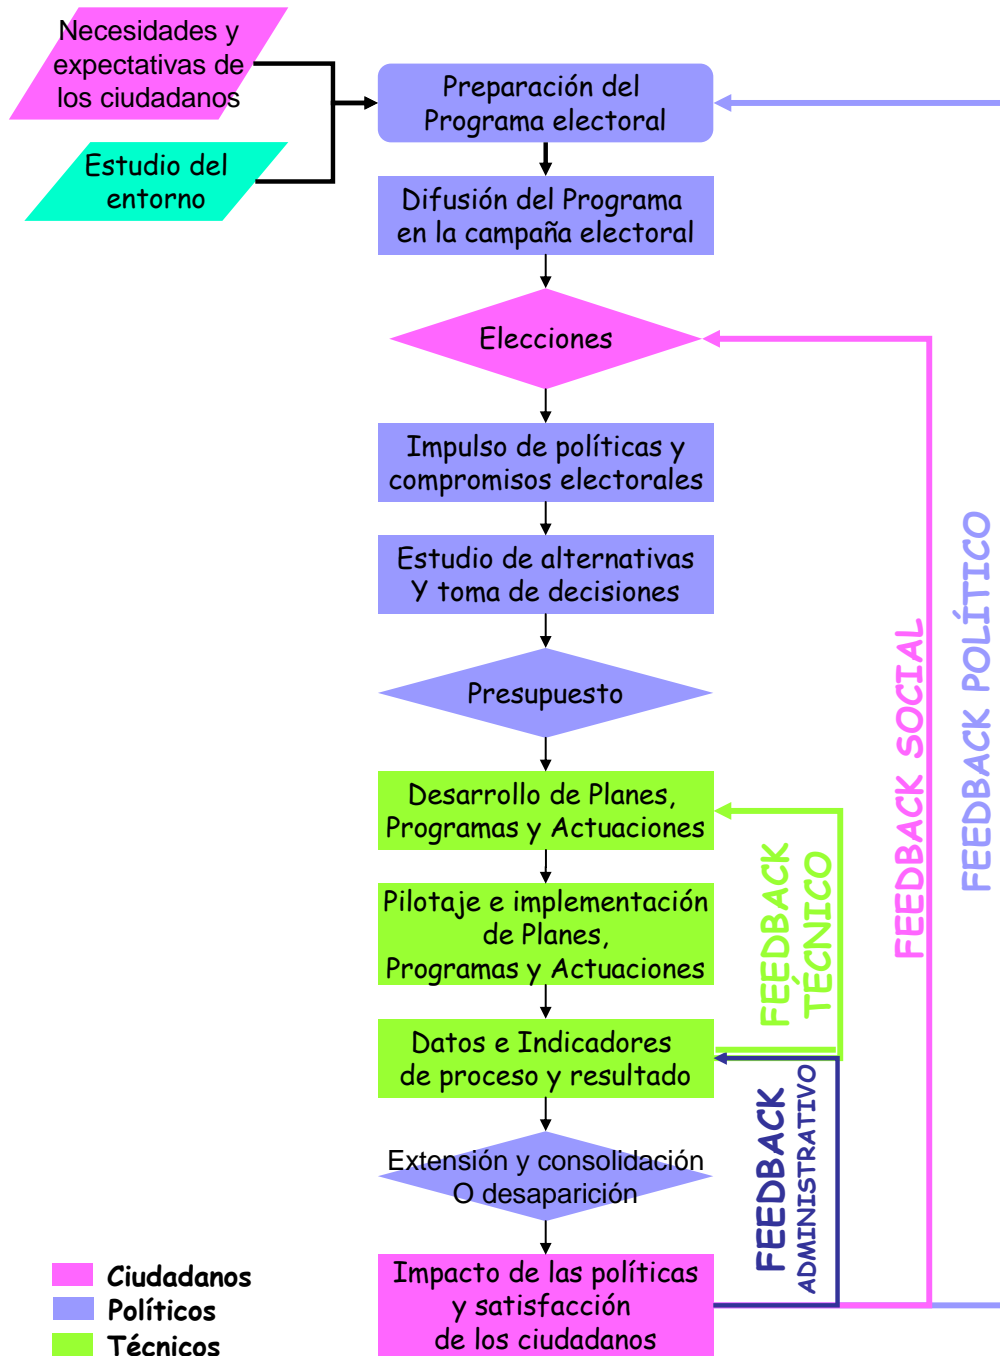 Necesidades y
expectativas de
los ciudadanos
Estudio del
entorno
Preparación del
Programa electoral
Difusión del Programa
en la campaña electoral
Elecciones
Impulso de políticas y
compromisos electorales
Estudio de alternativas
Y toma de decisiones
Presupuesto
Desarrollo de Planes,
Programas y Actuaciones
Pilotaje e implementación
de Planes,
Programas y Actuaciones
Datos e Indicadores
de proceso y resultado
Extensión y consolidación
O desaparición
Impacto de las políticas
y satisfacción
de los ciudadanos
FEEDBACK
TÉCNICO
FEEDBACK
ADMINISTRATIVO
FEEDBACK SOCIAL
FEEDBACK POLÍTICO
Ciudadanos
Políticos
Técnicos